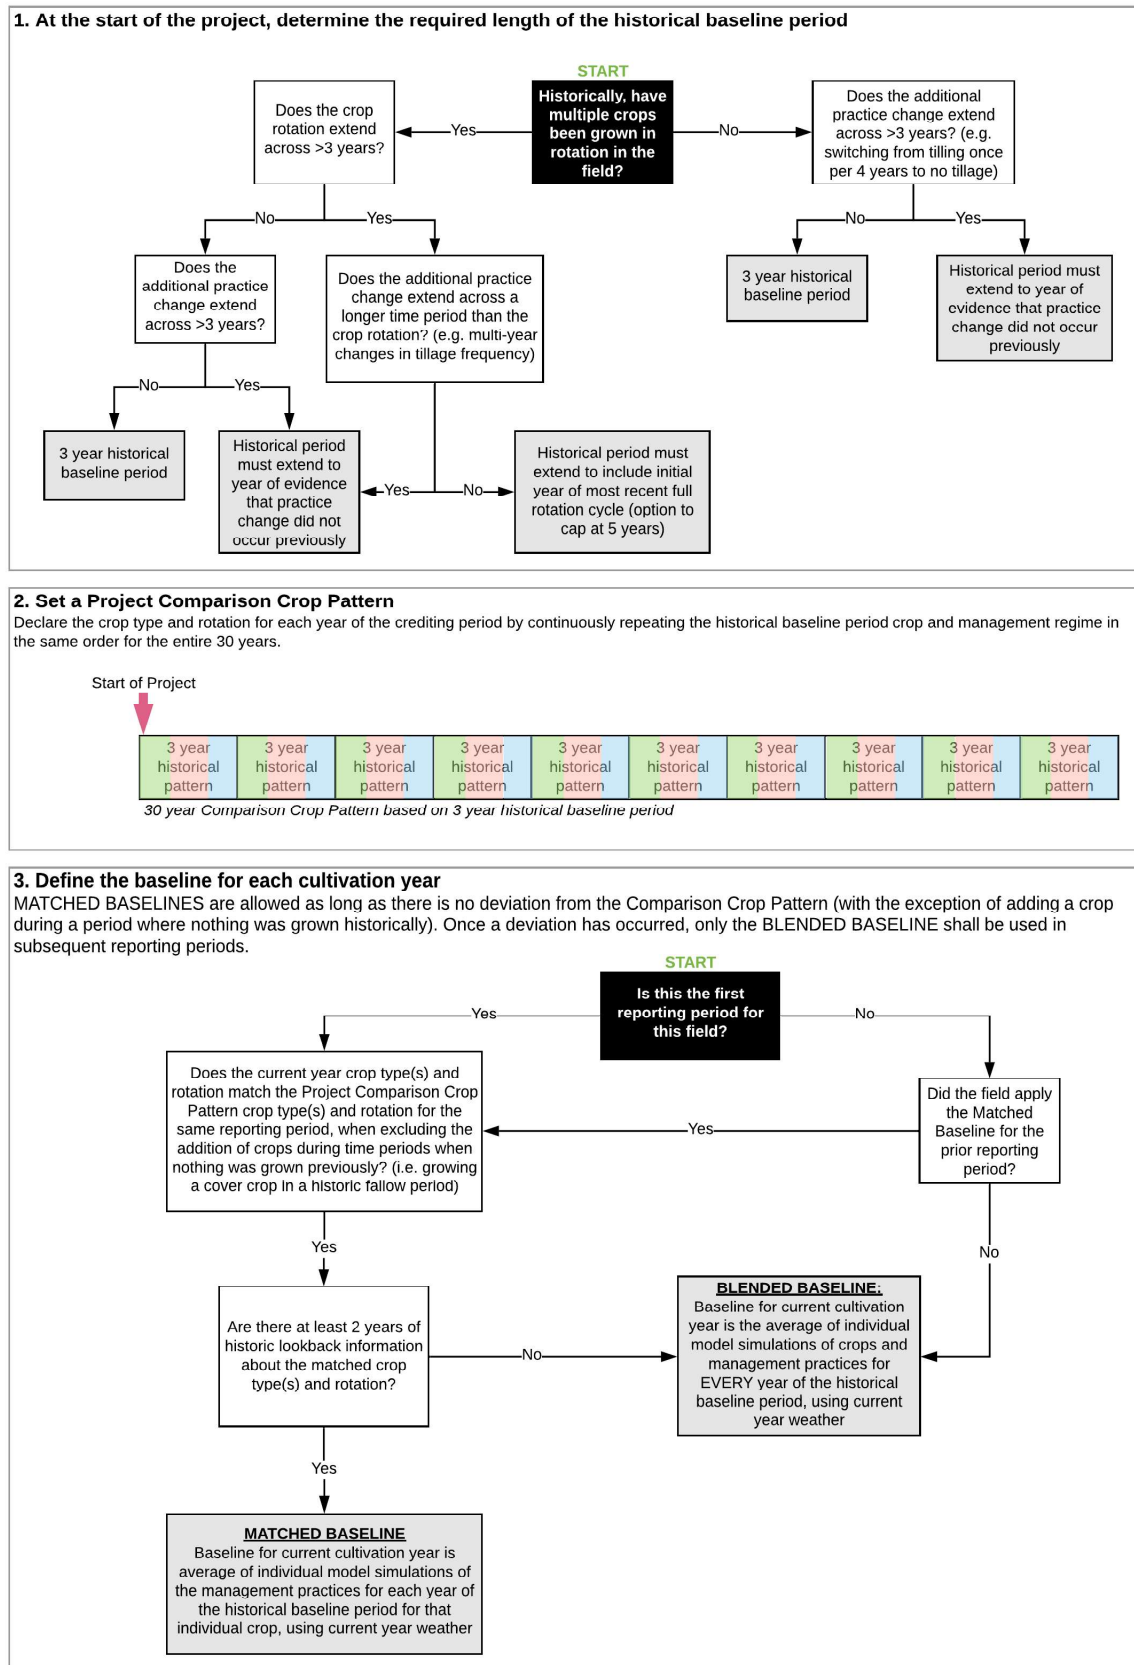 1. At the start of the project, determine the required length of the historical baseline period
START
Historically, have
multiple crops
been grown in
rotation in the
field?
Yes
No
Does the crop
rotation extend
across >3 years?
Does the additional
practice change extend
across >3 years? (e.g.
switching from tilling once
per 4 years to no tillage)
No
Yes
No
Yes
Does the
additional practice
change extend
across >3 years?
Does the additional practice
change extend across a
longer time period than the
crop rotation? (e.g. multi-year
changes in tillage frequency)
3 year historical
baseline period
Historical period must
extend to year of
evidence that practice
change did not occur
previously
No
Yes
3 year historical
baseline period
Historical period
must extend to
year of evidence
that practice
change did not
occur previously
Yes
No
Historical period must
extend to include initial
year of most recent full
rotation cycle (option to
cap at 5 years)
2. Set a Project Comparison Crop Pattern
Declare the crop type and rotation for each year of the crediting period by continuously repeating the historical baseline period crop and management regime in
the same order for the entire 30 years.
Start of Project
3 year
historical
pattern
3 year
historical
pattern
3 year
historical
pattern
3 year
historical
pattern
3 year
historical
pattern
3 year
historical
pattern
3 year
historical
pattern
3 year
historical
pattern
3 year
historical
pattern
3 year
historical
pattern
30 year Comparison Crop Pattern based on 3 year historical baseline period
3. Define the baseline for each cultivation year
MATCHED BASELINES are allowed as long as there is no deviation from the Comparison Crop Pattern (with the exception of adding a crop
during a period where nothing was grown historically). Once a deviation has occurred, only the BLENDED BASELINE shall be used in
subsequent reporting periods.
START
Is this the first
reporting period for
this field?
Yes
No
Does the current year crop type(s) and
rotation match the Project Comparison Crop
Pattern crop type(s) and rotation for the
same reporting period, when excluding the
addition of crops during time periods when
nothing was grown previously? (i.e. growing
a cover crop in a historic fallow period)
Did the field apply
the Matched
Baseline for the
prior reporting
period?
Yes
Yes
No
Are there at least 2 years of
historic lookback information
about the matched crop
type(s) and rotation?
No
BLENDED BASELINE:
Baseline for current cultivation
year is the average of individual
model simulations of crops and
management practices for
EVERY year of the historical
baseline period, using current
year weather
Yes
MATCHED BASELINE
Baseline for current cultivation year is
average of individual model simulations of
the management practices for each year of
the historical baseline period for that
individual crop, using current year weather